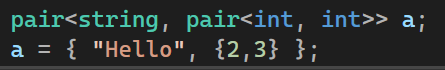 pair<string, pair<int, int>> a;
a = { "Hello", {2,3} };